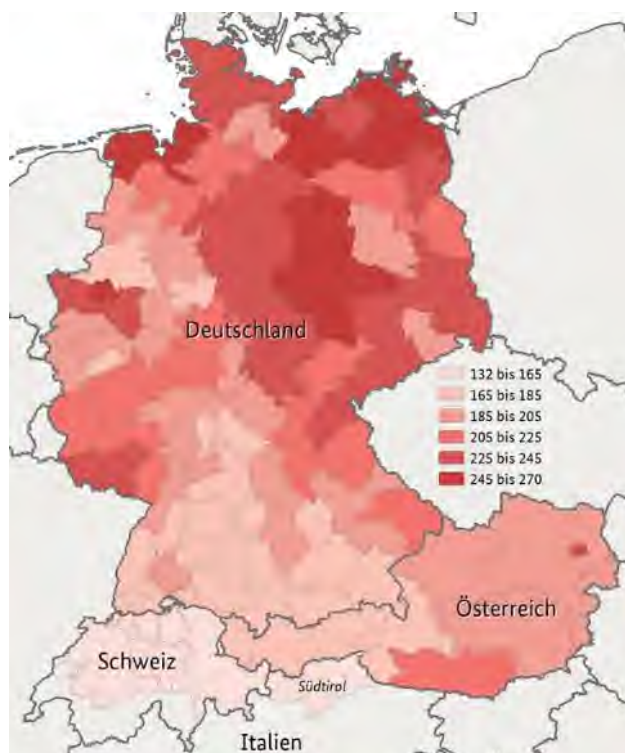 Deutschland
132 bis 165
165 bis 185
185 bis 205
205 bis 225
225 bis 245
245 bis 270
Österreich
Schweiz
Südtirol
Italien